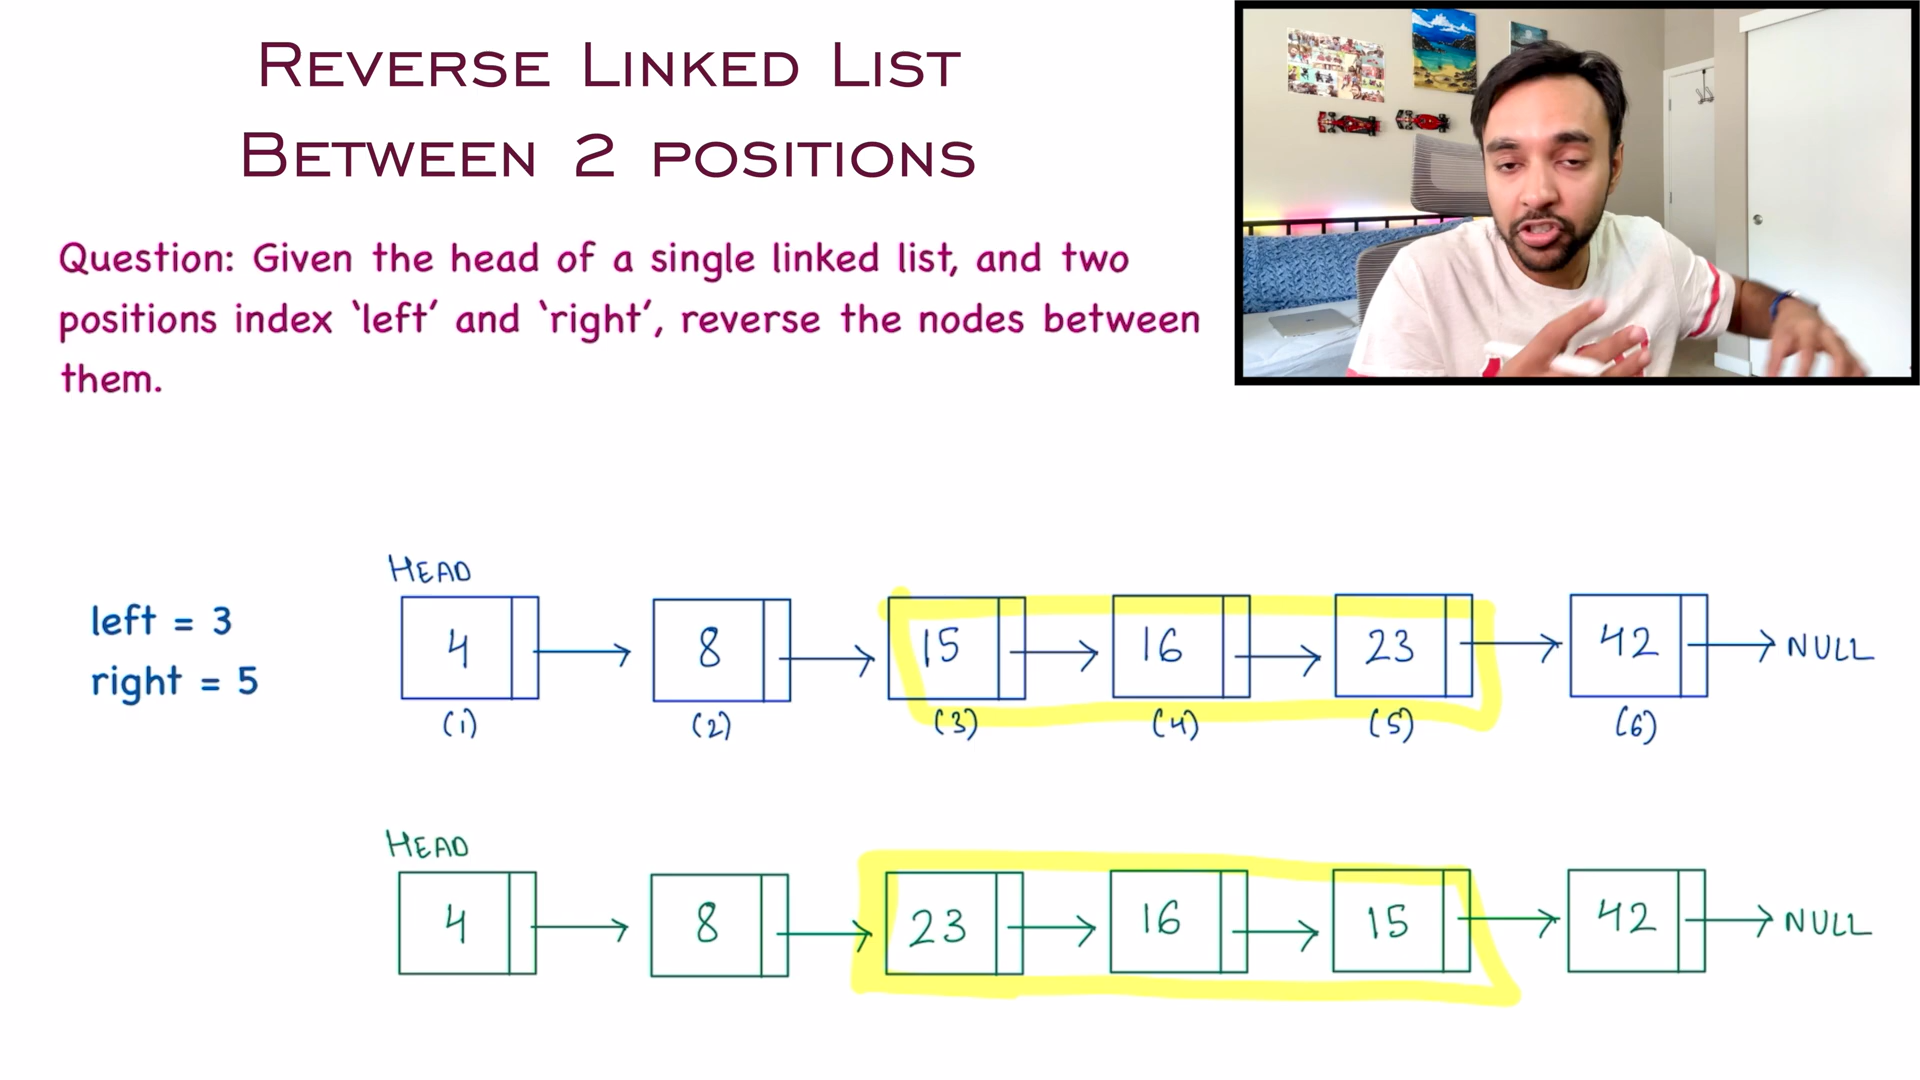 REVERSE LINKED LIST
BETWEEN 2 POSITIONS
Question: Given the head of a single linked list, and two
positions index ‘left’ and ‘right’, reverse the nodes between
them.
HEAD
left = 3
right = 5
4 8 15 16 23 42 NULL
(1) (2) (3) (4) (5) (6)
HEAD
4 8 23 16 15 42 NULL